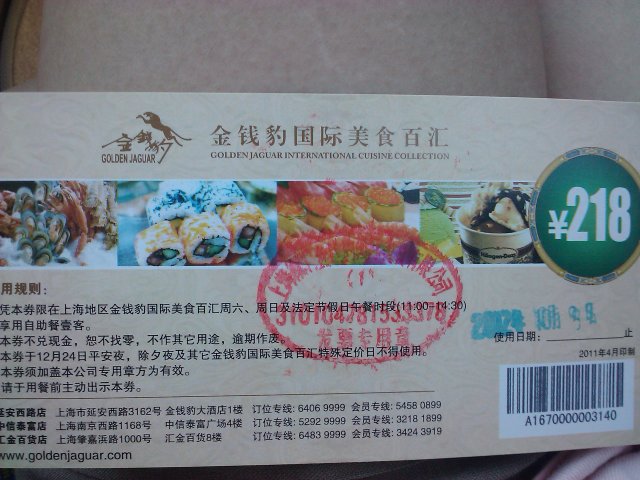 金钱豹
GOLDEN JAGUAR
金钱豹国际美食百汇
GOLDEN JAGUAR INTERNATIONAL CUISINE COLLECTION
¥218
Häagen-Dazs
用规则：
凭本券限在上海地区金钱豹国际美食百汇周六、周日及法定节假日午餐时段(11:00-14:30)
享用自助餐壹客。
本券不兑现金，恕不找零，不作其它用途，逾期作废。
本券于12月24日平安夜，除夕夜及其它金钱豹国际美食百汇特殊定价日不得使用。
本券须加盖本公司专用章方为有效。
请于用餐前主动出示本券。
310104781533378
发票专用章
使用日期： 止
2011年4月印制
A1670000003140
延安西路店 上海市延安西路3162号 金钱豹大酒店1楼 订位专线: 6406 9999 会员专线: 5458 0899
中信泰富店 上海南京西路1168号 中信泰富广场4楼 订位专线: 5292 9999 会员专线: 3218 1899
汇金百货店 上海肇嘉浜路1000号 汇金百货8楼 订位专线: 6483 9999 会员专线: 3424 3919
www.goldenjaguar.com